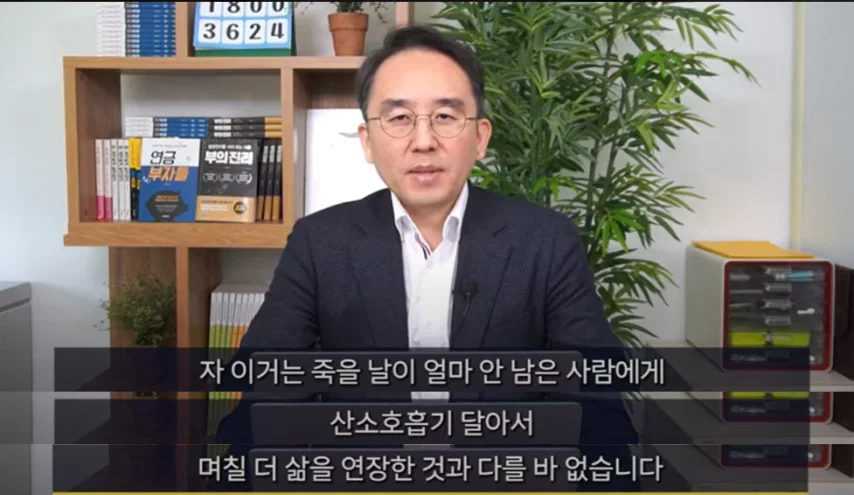 1800
3624
연금
부자들
부의 진리
자 이거는 죽을 날이 얼마 안 남은 사람에게
산소호흡기 달아서
며칠 더 삶을 연장한 것과 다를 바 없습니다